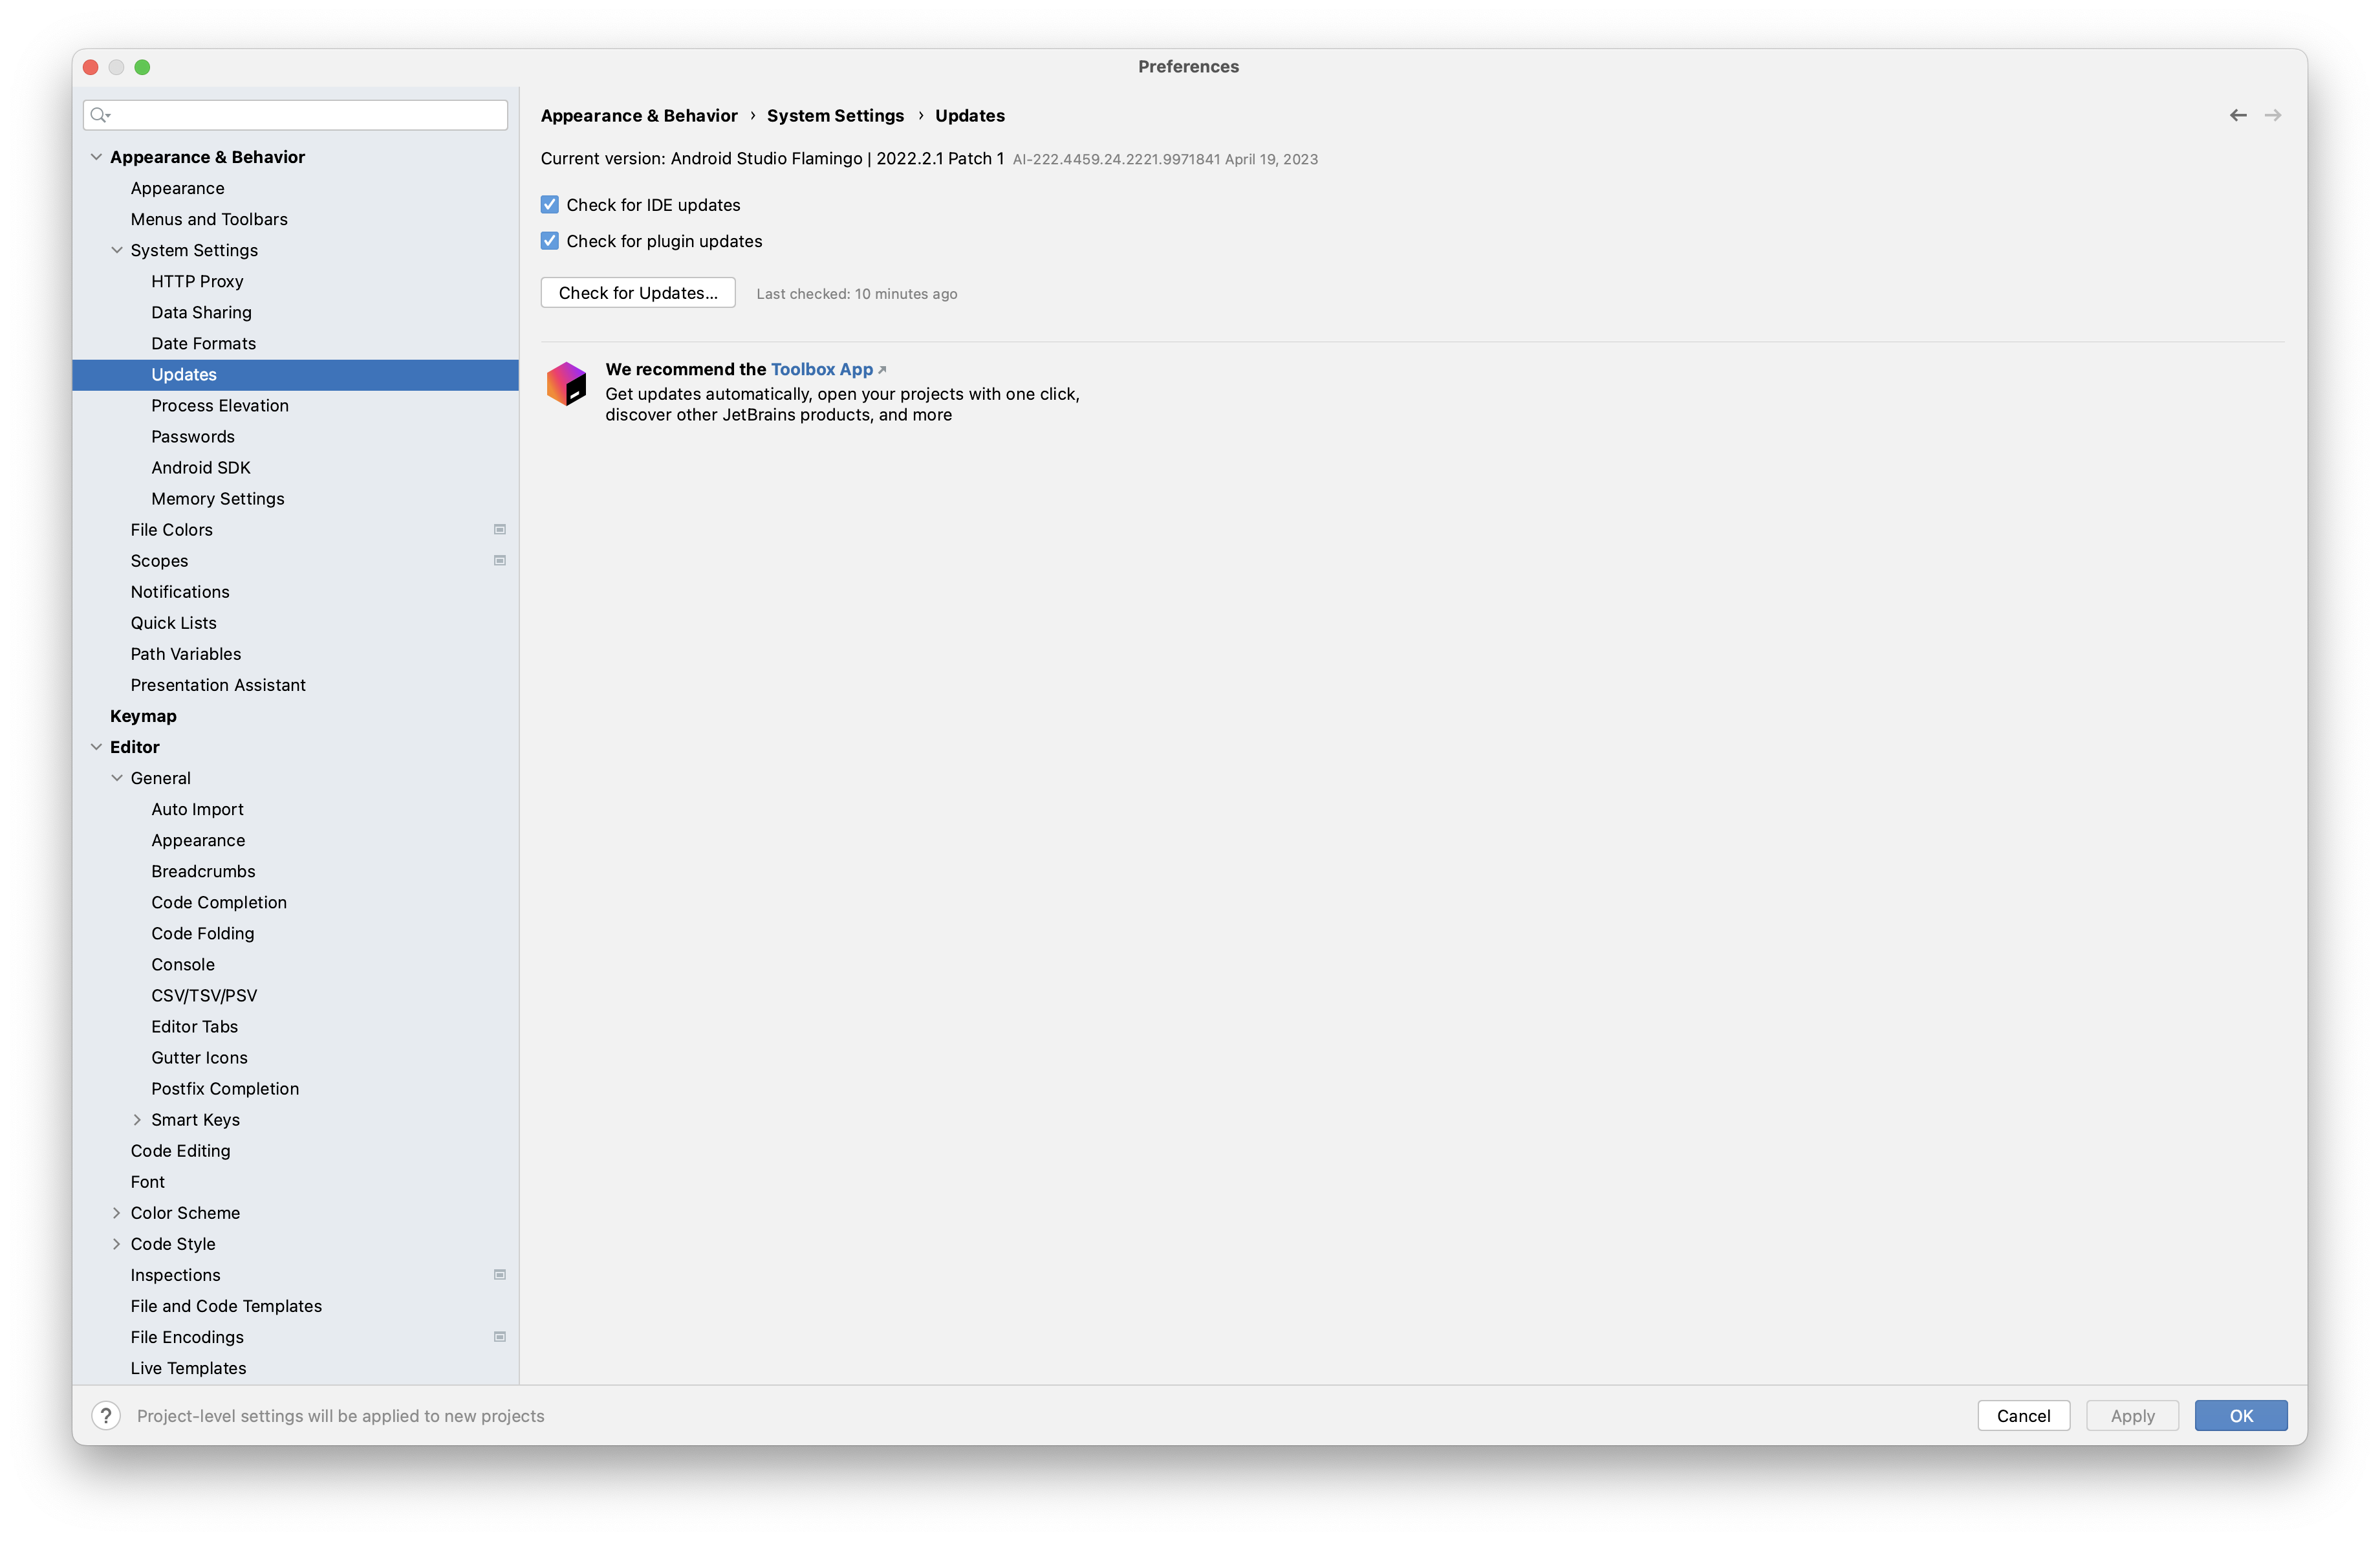 Preferences
Appearance & Behavior
Appearance
Menus and Toolbars
System Settings
HTTP Proxy
Data Sharing
Date Formats
Updates
Process Elevation
Passwords
Android SDK
Memory Settings
File Colors
Scopes
Notifications
Quick Lists
Path Variables
Presentation Assistant
Keymap
Editor
General
Auto Import
Appearance
Breadcrumbs
Code Completion
Code Folding
Console
CSV/TSV/PSV
Editor Tabs
Gutter Icons
Postfix Completion
Smart Keys
Code Editing
Font
Color Scheme
Code Style
Inspections
File and Code Templates
File Encodings
Live Templates
Appearance & Behavior › System Settings › Updates
Current version: Android Studio Flamingo | 2022.2.1 Patch 1 AI-222.4459.24.2221.9971841 April 19, 2023
Check for IDE updates
Check for plugin updates
Check for Updates... Last checked: 10 minutes ago
We recommend the Toolbox App
Get updates automatically, open your projects with one click,
discover other JetBrains products, and more
? Project-level settings will be applied to new projects
Cancel Apply OK